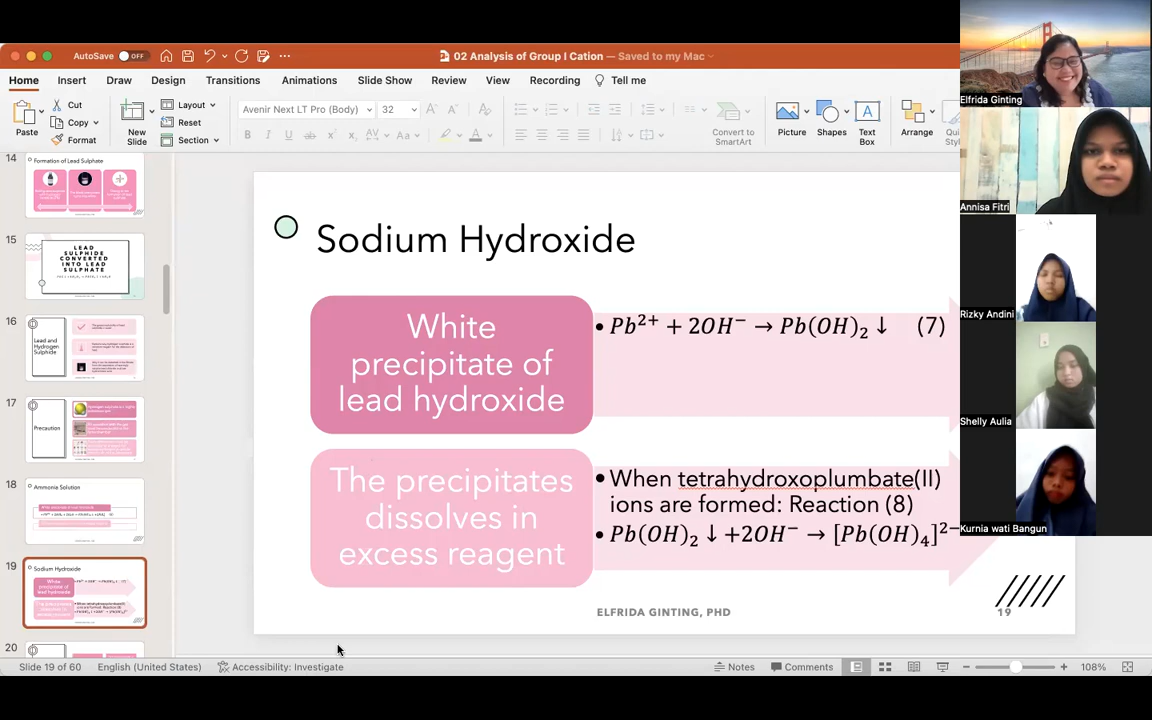 AutoSave OFF
02 Analysis of Group I Cation — Saved to my Mac
Home Insert Draw Design Transitions Animations Slide Show Review View Recording Tell me
Paste
Cut
Copy
Format
New Slide
Layout
Reset
Section
Avenir Next LT Pro (Body) 32
Convert to SmartArt
Picture
Shapes
Text Box
Arrange
14
Formation of Lead Sulphate
15
LEAD
SULPHIDE
CONVERTED
INTO LEAD
SULPHATE
16
Lead and
Hydrogen
Sulphide
17
Precaution
18
Ammonia Solution
19
Sodium Hydroxide
White
precipitate of
lead hydroxide
20
Sodium Hydroxide
White
precipitate of
lead hydroxide
• Pb²⁺ + 2OH⁻ → Pb(OH)₂ ↓ (7)
The precipitates
dissolves in
excess reagent
• When tetrahydroxoplumbate(II)
ions are formed: Reaction (8)
• Pb(OH)₂ ↓ +2OH⁻ → [Pb(OH)₄]²⁻
ELFRIDA GINTING, PHD
19
Elfrida Ginting
Annisa Fitri
Rizky Andini
Shelly Aulia
Kurnia wati Bangun
Slide 19 of 60 English (United States) Accessibility: Investigate
Notes Comments 108%